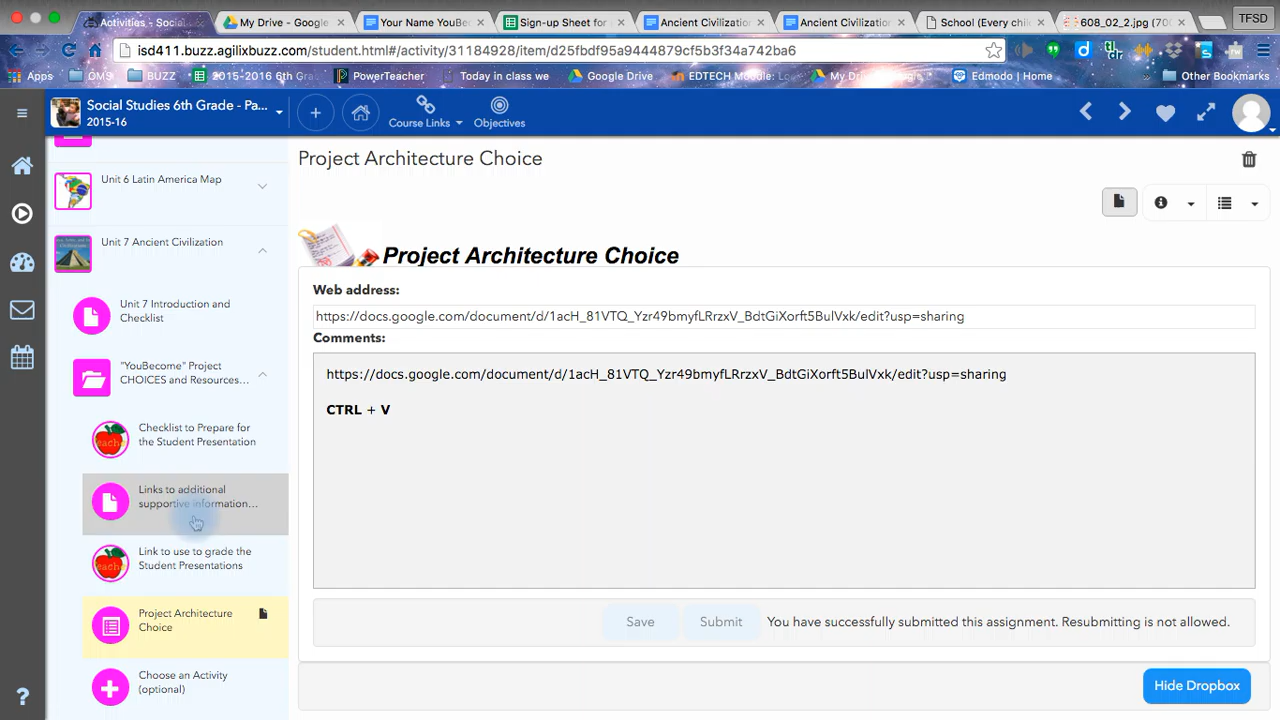 Activities - Social
My Drive - Google
Your Name YouBec
Sign-up Sheet for
Ancient Civilization
Ancient Civilization
School (Every chil
608_02_2.jpg (700
TFSD
isd411.buzz.agilixbuzz.com/student.html#/activity/31184928/item/d25fbdf95a9444879cf5b3f34a742ba6
Apps
OMS
BUZZ
2015-2016 6th Gra
PowerTeacher
Today in class we
Google Drive
EDTECH Moodle: Lo
My Dri
Edmodo | Home
»
Other Bookmarks
Social Studies 6th Grade - Pa...
2015-16
Course Links
Objectives
Unit 6 Latin America Map
Unit 7 Ancient Civilization
Unit 7 Introduction and
Checklist
"YouBecome" Project
CHOICES and Resources...
Checklist to Prepare for
the Student Presentation
Links to additional
supportive information...
Link to use to grade the
Student Presentations
Project Architecture
Choice
Choose an Activity
(optional)
Project Architecture Choice
Project Architecture Choice
Web address:
https://docs.google.com/document/d/1acH_81VTQ_Yzr49bmyfLRrzxV_BdtGiXorft5BulVxk/edit?usp=sharing
Comments:
https://docs.google.com/document/d/1acH_81VTQ_Yzr49bmyfLRrzxV_BdtGiXorft5BulVxk/edit?usp=sharing
CTRL + V
Save
Submit
You have successfully submitted this assignment. Resubmitting is not allowed.
Hide Dropbox